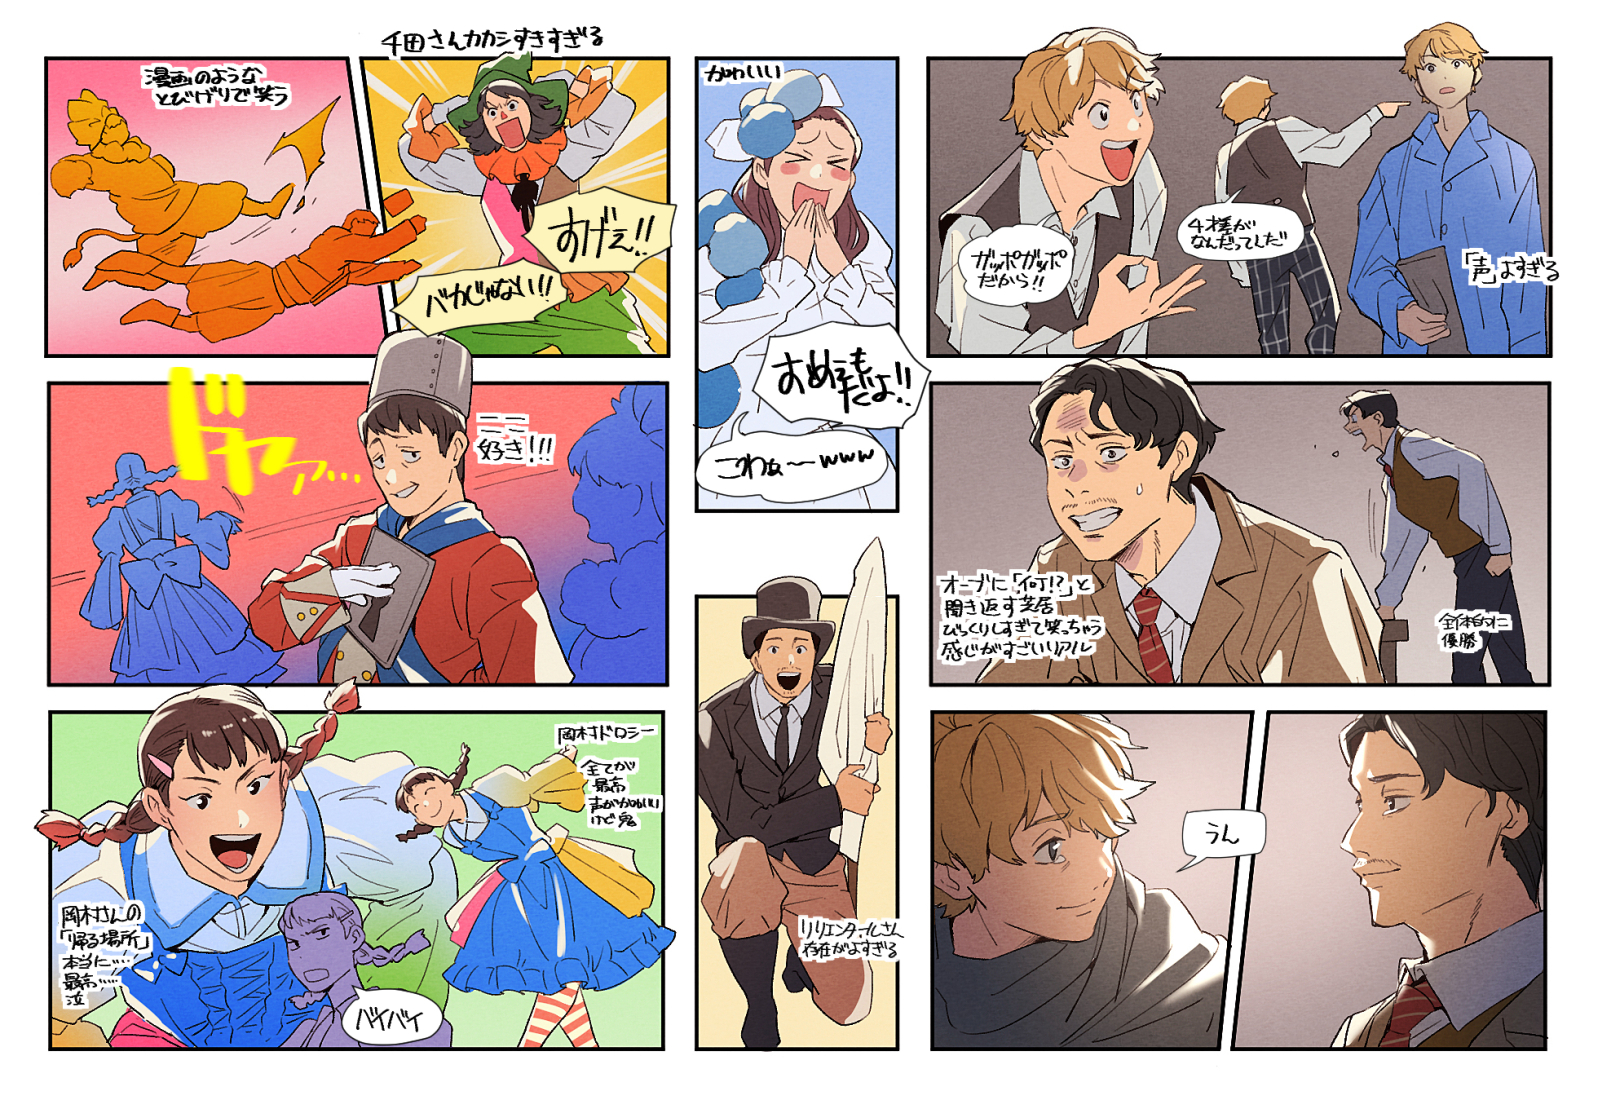 千田さんカカシすきすぎる
漫画のような
とびげりで笑う
すげぇ!!
バカじゃない!!
かわいい
おめぇも
だよ!!
こわぁ〜www
ガッポガッポ
だから!!
4才差が
なんだってんだ!!
「声」よすぎる
ドヤァァ…
ここ
好き!!!
オーブに「何!?」と
聞き返す芝居
びっくりしすぎて笑っちゃう
感じがすごいリアル
全体的に
優勝
岡村ドロシー
全てが
最高
声がかわいい
けど鬼
岡村さんの
「帰る場所」
本当に……
最高……
泣
バイバイ
リリエンタールさん
存在がよすぎる
うん